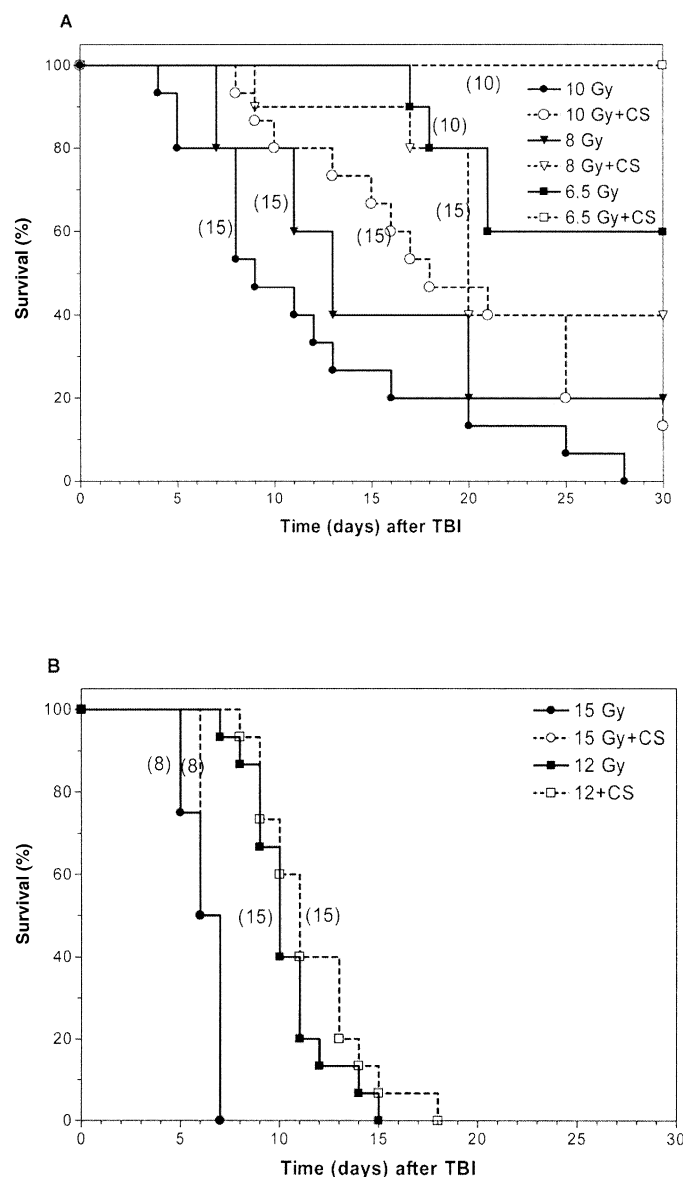 A
100
80
60
40
20
0
Survival (%)
(10)
(10)
(15)
(15)
(15)
(15)
10 Gy
10 Gy+CS
8 Gy
8 Gy+CS
6.5 Gy
6.5 Gy+CS
0 5 10 15 20 25 30
Time (days) after TBI
B
100
80
60
40
20
0
Survival (%)
(8) (8)
(15) (15)
15 Gy
15 Gy+CS
12 Gy
12+CS
0 5 10 15 20 25 30
Time (days) after TBI